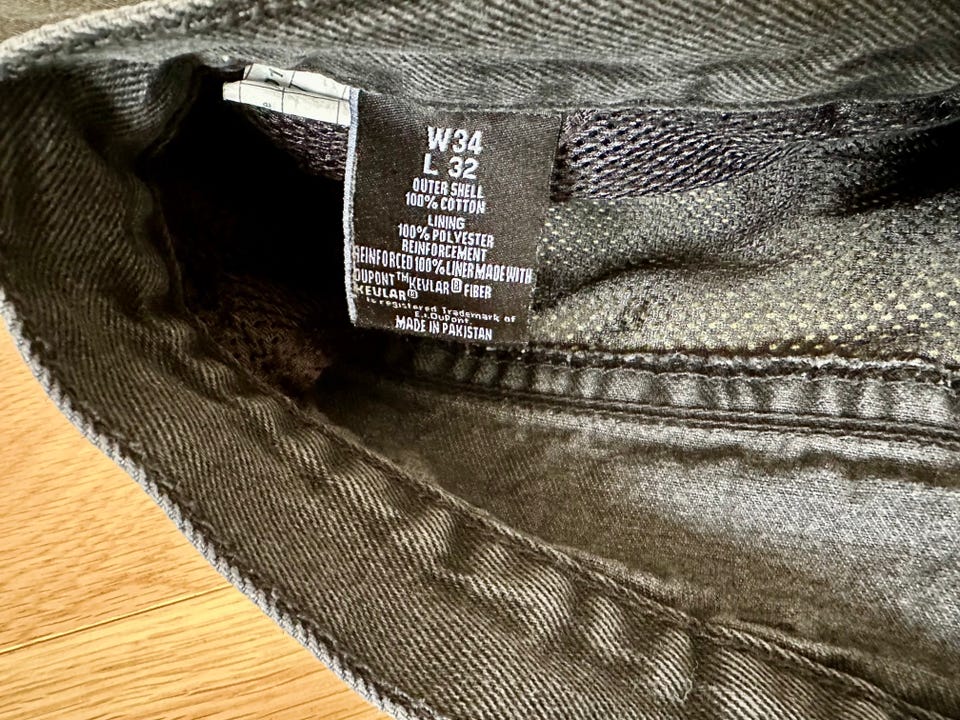 W34
L 32
OUTER SHELL
100% COTTON
LINING
100% POLYESTER
REINFORCEMENT
REINFORCED 100% LINER MADE WITH
DUPONT™ KEVLAR® FIBER
KEVLAR®
is registered Trademark of
E.I.DuPont
MADE IN PAKISTAN